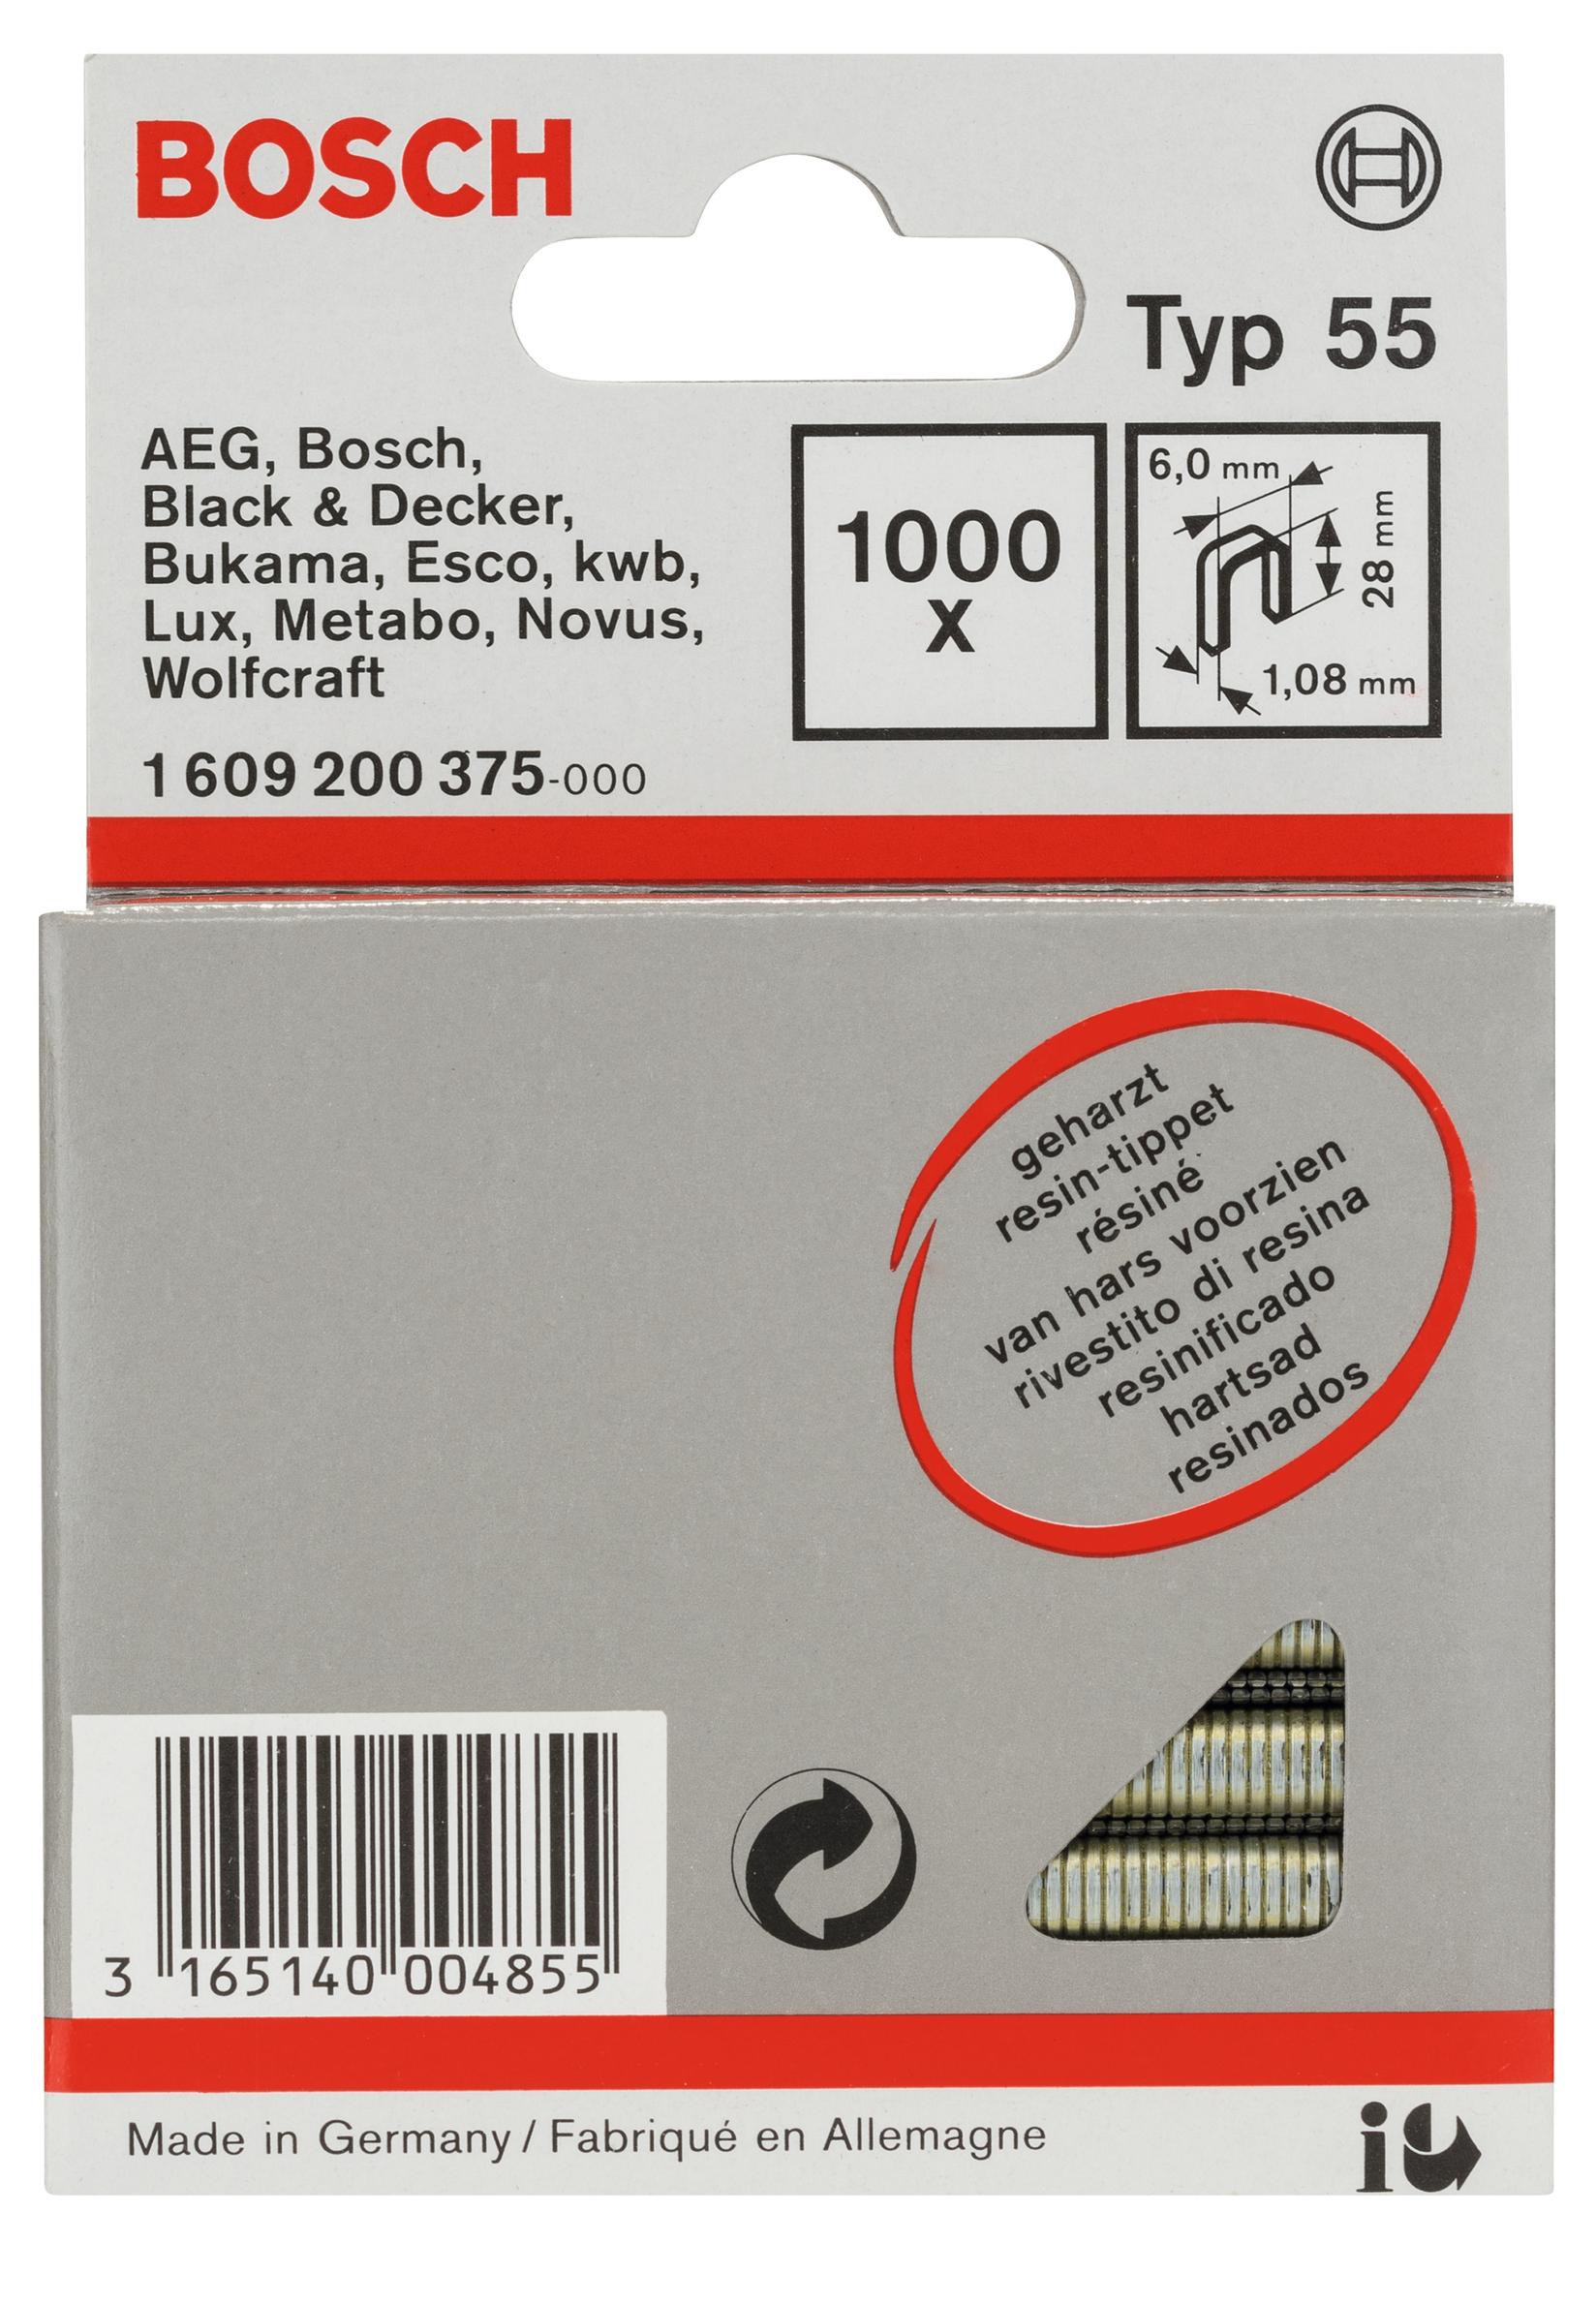 BOSCH
Typ 55
AEG, Bosch,
Black & Decker,
Bukama, Esco, kwb,
Lux, Metabo, Novus,
Wolfcraft
1000
x
6,0 mm
28 mm
1,08 mm
1 609 200 375-000
geharzt
resin-tippet
résiné
van hars voorzien
rivestito di resina
resinificado
hartsad
resinados
3 165140 004855
Made in Germany / Fabriqué en Allemagne